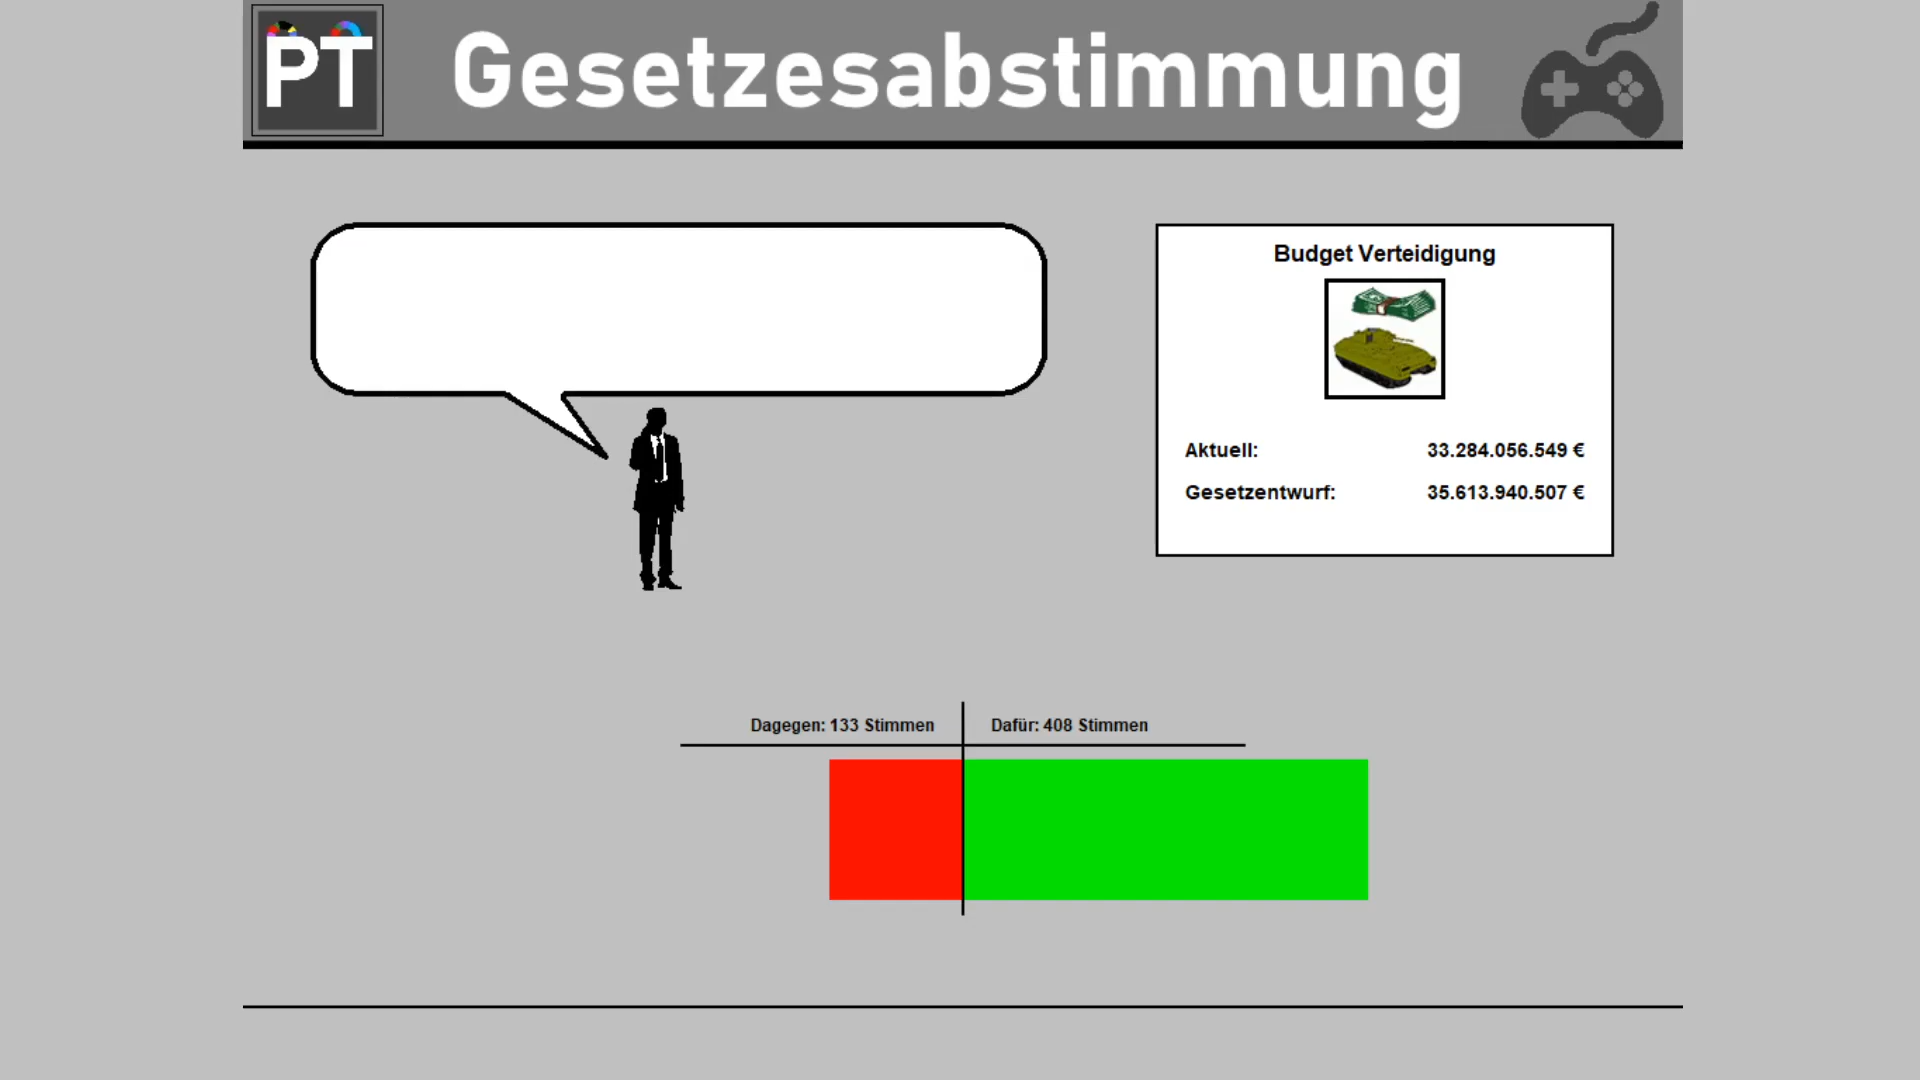 PT Gesetzesabstimmung
Budget Verteidigung
Aktuell: 33.284.056.549 €
Gesetzentwurf: 35.613.940.507 €
Dagegen: 133 Stimmen Dafür: 408 Stimmen